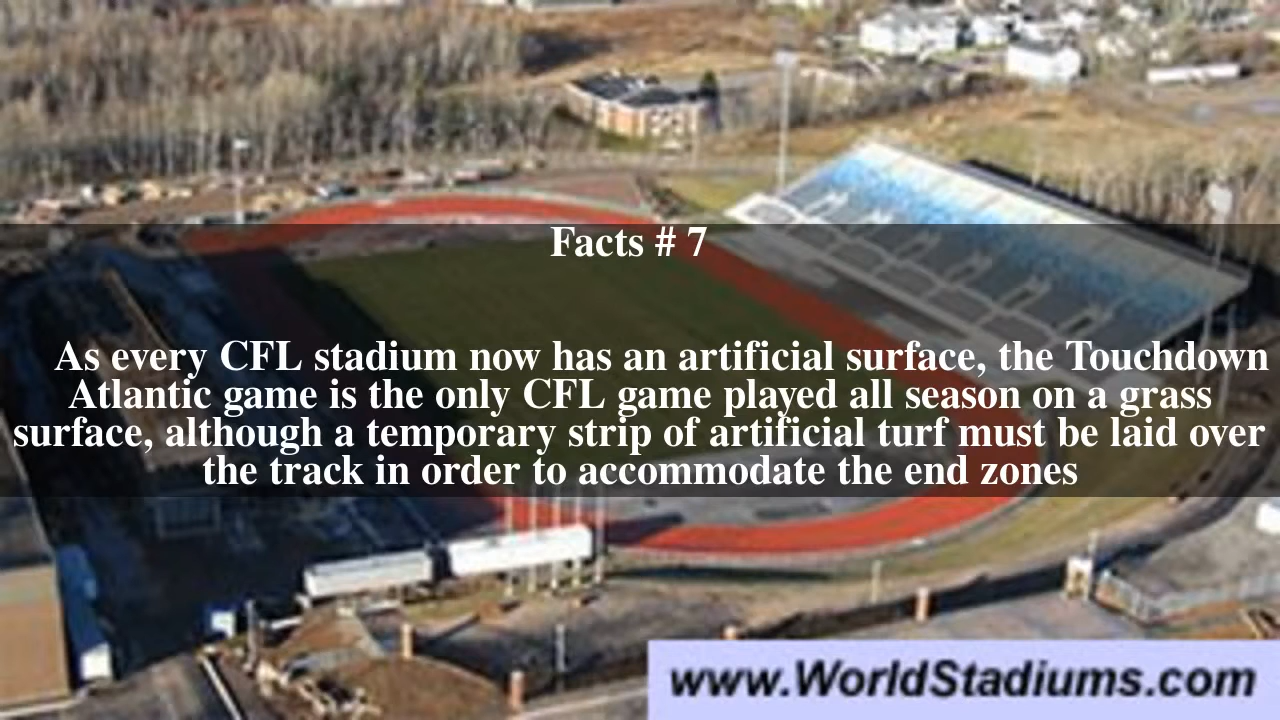 Facts # 7
As every CFL stadium now has an artificial surface, the Touchdown
Atlantic game is the only CFL game played all season on a grass
surface, although a temporary strip of artificial turf must be laid over
the track in order to accommodate the end zones
www.WorldStadiums.com